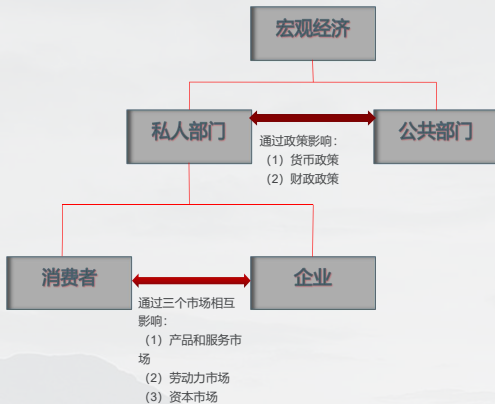 宏观经济
私人部门
公共部门
通过政策影响：
（1）货币政策
（2）财政政策
消费者
企业
通过三个市场相互
影响：
（1）产品和服务市
场
（2）劳动力市场
（3）资本市场